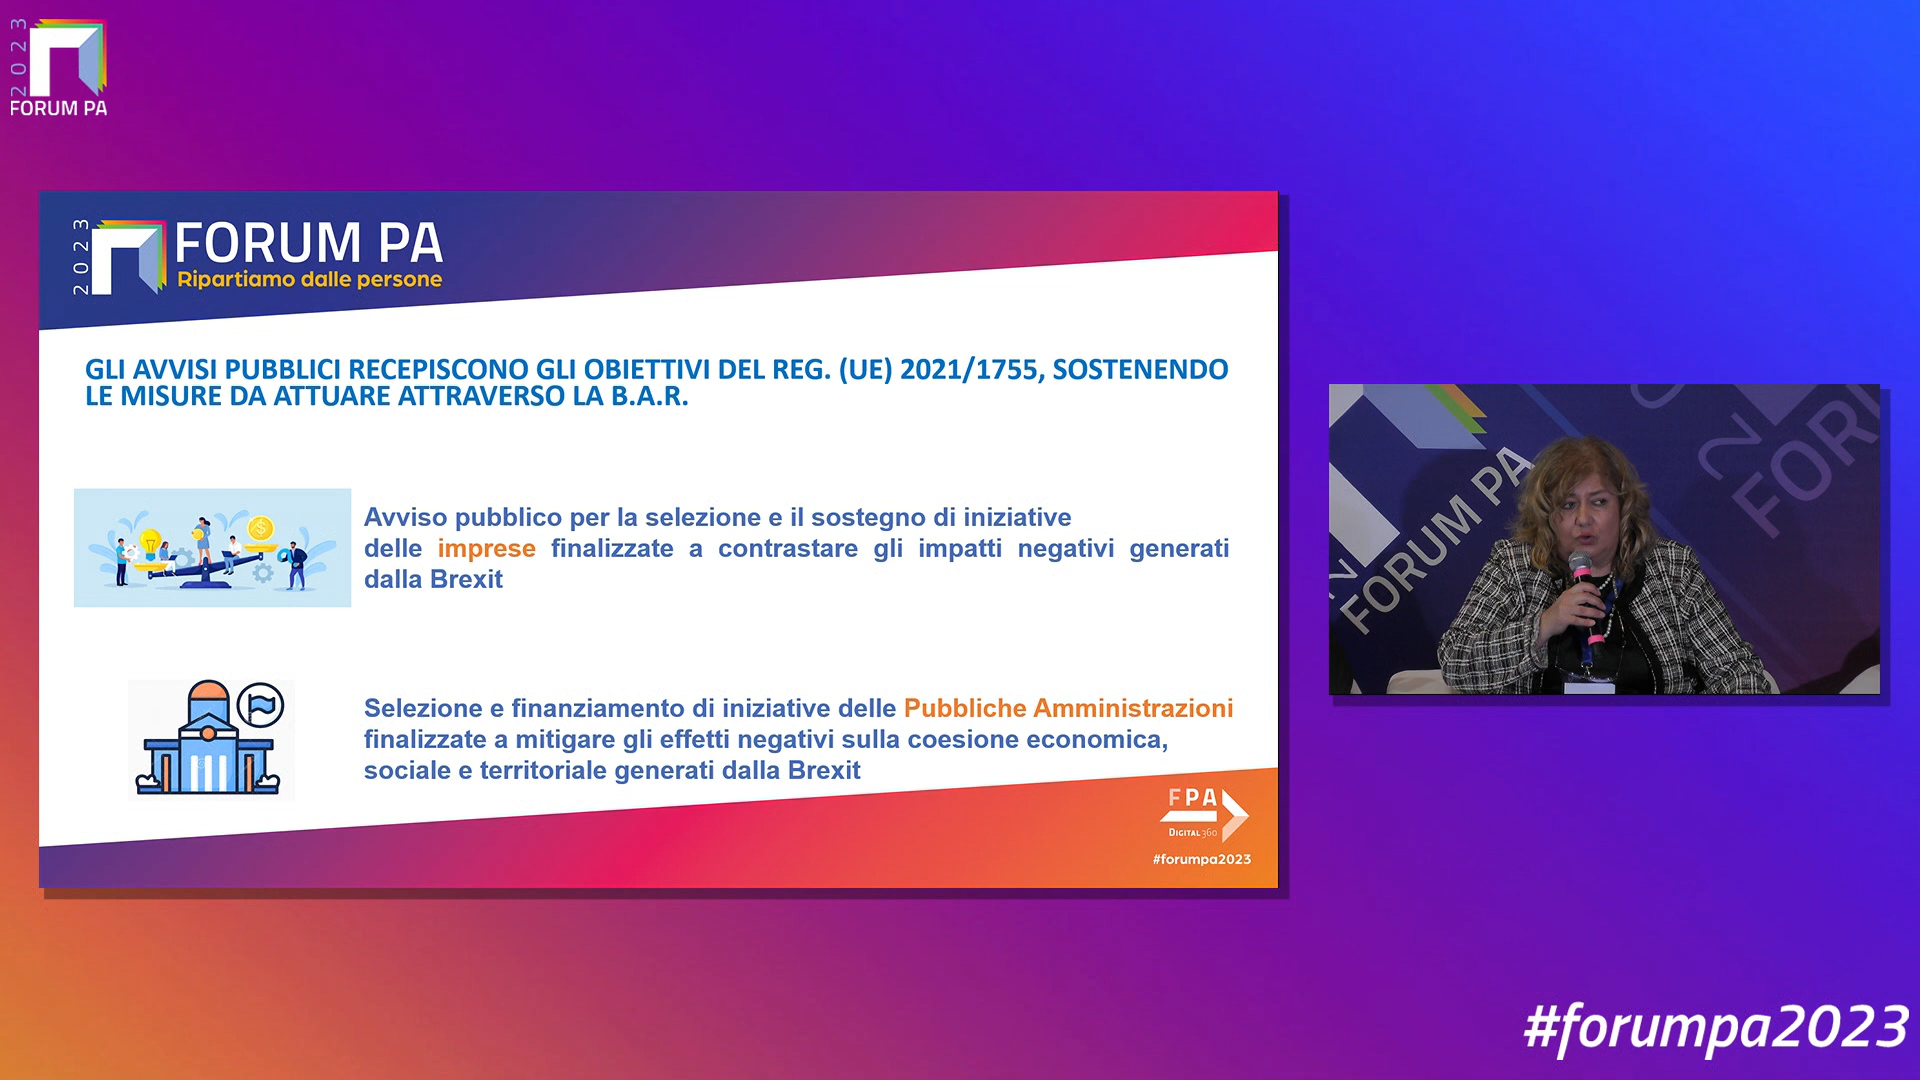 2023
FORUM PA
2023
FORUM PA
Ripartiamo dalle persone
GLI AVVISI PUBBLICI RECEPISCONO GLI OBIETTIVI DEL REG. (UE) 2021/1755, SOSTENENDO
LE MISURE DA ATTUARE ATTRAVERSO LA B.A.R.
Avviso pubblico per la selezione e il sostegno di iniziative
delle imprese finalizzate a contrastare gli impatti negativi generati
dalla Brexit
Selezione e finanziamento di iniziative delle Pubbliche Amministrazioni
finalizzate a mitigare gli effetti negativi sulla coesione economica,
sociale e territoriale generati dalla Brexit
FPA
DIGITAL360
#forumpa2023
FORUM PA
FOR
#forumpa2023